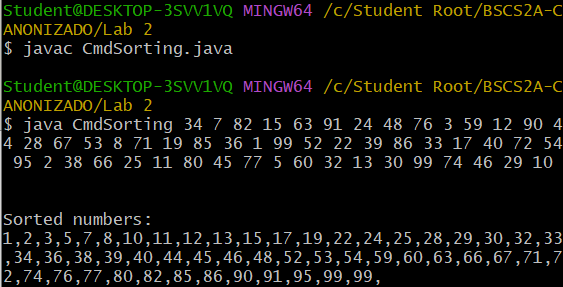 Student@DESKTOP-3SVV1VQ MINGW64 /c/Student Root/BSCS2A-C
ANONIZADO/Lab 2
$ javac CmdSorting.java
Student@DESKTOP-3SVV1VQ MINGW64 /c/Student Root/BSCS2A-C
ANONIZADO/Lab 2
$ java CmdSorting 34 7 82 15 63 91 24 48 76 3 59 12 90 4
4 28 67 53 8 71 19 85 36 1 99 52 22 39 86 33 17 40 72 54
 95 2 38 66 25 11 80 45 77 5 60 32 13 30 99 74 46 29 10
Sorted numbers:
1,2,3,5,7,8,10,11,12,13,15,17,19,22,24,25,28,29,30,32,33
,34,36,38,39,40,44,45,46,48,52,53,54,59,60,63,66,67,71,7
2,74,76,77,80,82,85,86,90,91,95,99,99,